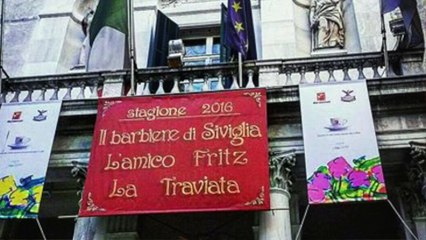 stagione 2016
Il barbiere di Siviglia
L'amico Fritz
La Traviata